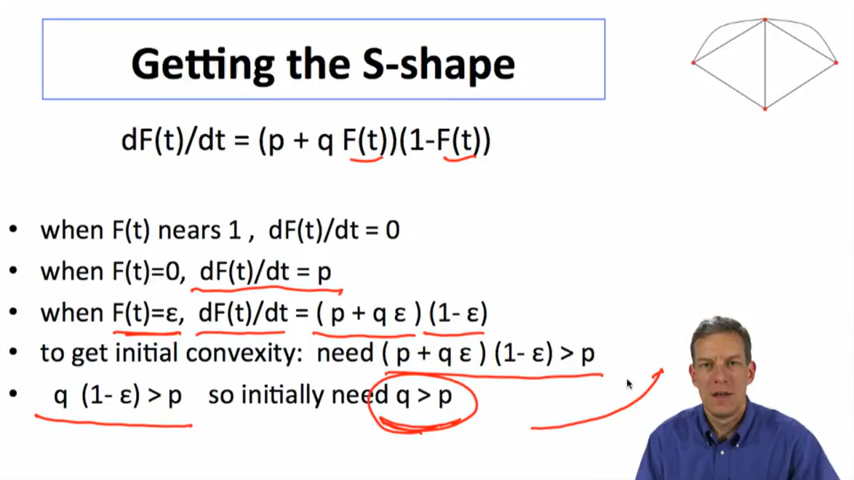 Getting the S-shape
dF(t)/dt = (p + q F(t))(1-F(t))
• when F(t) nears 1 , dF(t)/dt = 0
• when F(t)=0, dF(t)/dt = p
• when F(t)=ε, dF(t)/dt = ( p + q ε ) (1- ε)
• to get initial convexity: need ( p + q ε ) (1- ε) > p
• q (1- ε) > p so initially need q > p